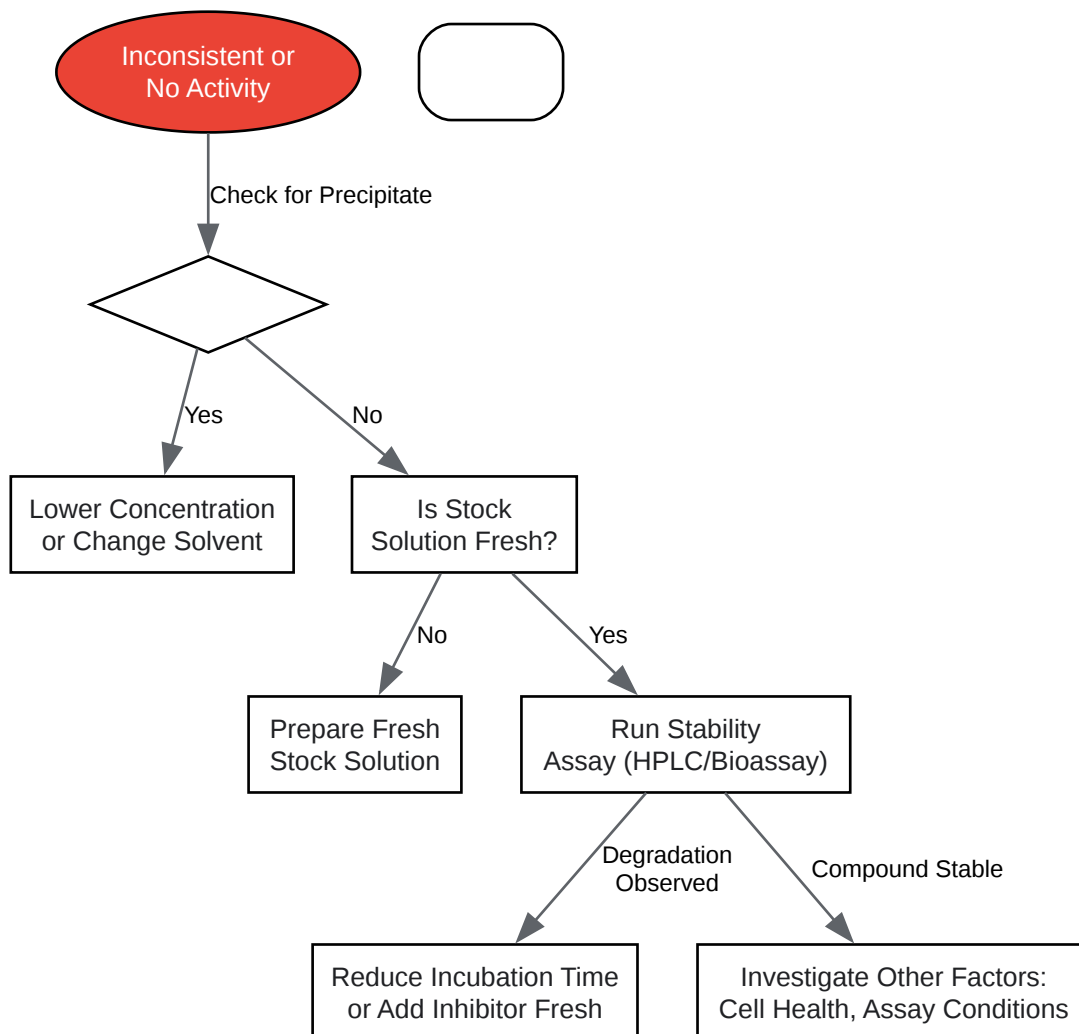 Inconsistent or
No Activity
Check for Precipitate
Yes
No
Lower Concentration
or Change Solvent
Is Stock
Solution Fresh?
No
Yes
Prepare Fresh
Stock Solution
Run Stability
Assay (HPLC/Bioassay)
Degradation
Observed
Compound Stable
Reduce Incubation Time
or Add Inhibitor Fresh
Investigate Other Factors:
Cell Health, Assay Conditions